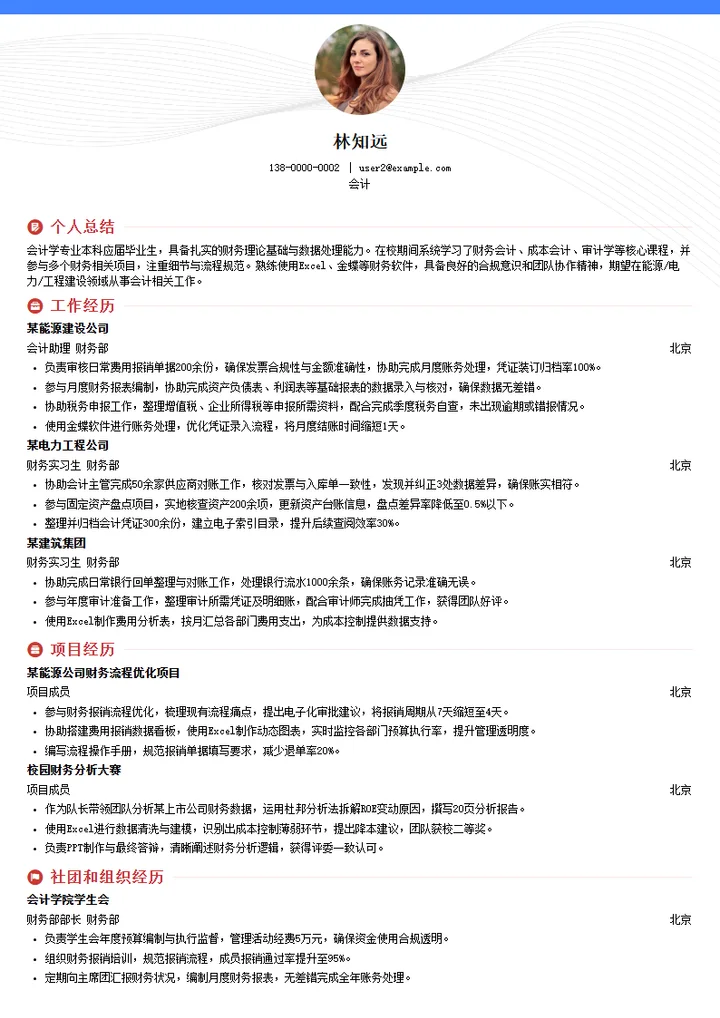 林知远
138-0000-0002 | user2@example.com
会计
个人总结
会计学专业本科应届毕业生，具备扎实的财务理论基础与数据处理能力。在校期间系统学习了财务会计、成本会计、审计学等核心课程，并
参与多个财务相关项目，注重细节与流程规范。熟练使用Excel、金蝶等财务软件，具备良好的合规意识和团队协作精神，期望在能源/电
力/工程建设领域从事会计相关工作。
工作经历
某能源建设公司
会计助理 财务部 北京
• 负责审核日常费用报销单据200余份，确保发票合规性与金额准确性，协助完成月度账务处理，凭证装订归档率100%。
• 参与月度财务报表编制，协助完成资产负债表、利润表等基础报表的数据录入与核对，确保数据无差错。
• 协助税务申报工作，整理增值税、企业所得税等申报所需资料，配合完成季度税务自查，未出现逾期或错报情况。
• 使用金蝶软件进行账务处理，优化凭证录入流程，将月度结账时间缩短1天。
某电力工程公司
财务实习生 财务部 北京
• 协助会计主管完成50余家供应商对账工作，核对发票与入库单一致性，发现并纠正3处数据差异，确保账实相符。
• 参与固定资产盘点项目，实地核查资产200余项，更新资产台账信息，盘点差异率降低至0.5%以下。
• 整理并归档会计凭证300余份，建立电子索引目录，提升后续查阅效率30%。
某建筑集团
财务实习生 财务部 北京
• 协助完成日常银行回单整理与对账工作，处理银行流水1000余条，确保账务记录准确无误。
• 参与年度审计准备工作，整理审计所需凭证及明细账，配合审计师完成抽凭工作，获得团队好评。
• 使用Excel制作费用分析表，按月汇总各部门费用支出，为成本控制提供数据支持。
项目经历
某能源公司财务流程优化项目
项目成员 北京
• 参与财务报销流程优化，梳理现有流程痛点，提出电子化审批建议，将报销周期从7天缩短至4天。
• 协助搭建费用报销数据看板，使用Excel制作动态图表，实时监控各部门预算执行率，提升管理透明度。
• 编写流程操作手册，规范报销单据填写要求，减少退单率20%。
校园财务分析大赛
项目成员 北京
• 作为队长带领团队分析某上市公司财务数据，运用杜邦分析法拆解ROE变动原因，撰写20页分析报告。
• 使用Excel进行数据清洗与建模，识别出成本控制薄弱环节，提出降本建议，团队获校二等奖。
• 负责PPT制作与最终答辩，清晰阐述财务分析逻辑，获得评委一致认可。
社团和组织经历
会计学院学生会
财务部部长 财务部 北京
• 负责学生会年度预算编制与执行监督，管理活动经费5万元，确保资金使用合规透明。
• 组织财务报销培训，规范报销流程，成员报销通过率提升至95%。
• 定期向主席团汇报财务状况，编制月度财务报表，无差错完成全年账务处理。